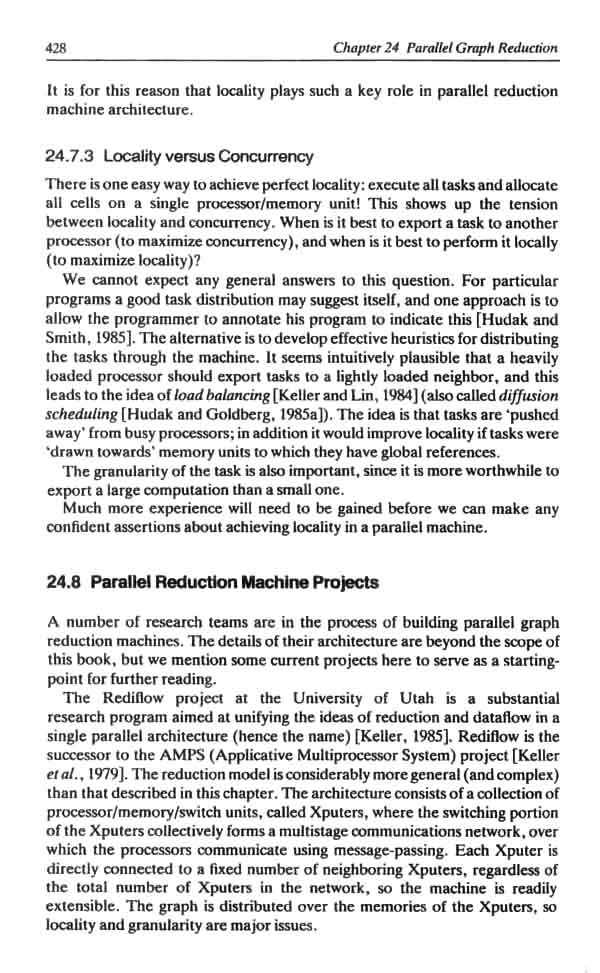 428
Chapter 24 Parallel Graph Reduction
It is for this reason that locality plays such a key role in parallel reduction
machine architecture.
24.7.3 Locality versus Concurrency
There is one easy way to achieve perfect locality: execute all tasks and allocate
all cells on a single processor/memory unit! This shows up the tension
between locality and concurrency. When is it best to export a task to another
processor (to maximize concurrency), and when is it best to perform it locally
(to maximize locality)?
We cannot expect any general answers to this question. For particular
programs a good task distribution may suggest itself, and one approach is to
allow the programmer to annotate his program to indicate this [Hudak and
Smith, 1985]. The alternative is to develop effective heuristics for distributing
the tasks through the machine. It seems intuitively plausible that a heavily
loaded processor should export tasks to a lightly loaded neighbor, and this
leads to the idea of load balancing [Keller and Lin, 1984] (also called diffusion
scheduling [Hudak and Goldberg, 1985a]). The idea is that tasks are ‘pushed
away’ from busy processors; in addition it would improve locality if tasks were
‘drawn towards’ memory units to which they have global references.
The granularity of the task is also important, since it is more worthwhile to
export a large computation than a small one.
Much more experience will need to be gained before we can make any
confident assertions about achieving locality in a parallel machine.
24.8 Parallel Reduction Machine Projects
A number of research teams are in the process of building parallel graph
reduction machines. The details of their architecture are beyond the scope of
this book, but we mention some current projects here to serve as a starting-
point for further reading.
The Rediflow project at the University of Utah is a substantial
research program aimed at unifying the ideas of reduction and dataflow in a
single parallel architecture (hence the name) [Keller, 1985]. Rediflow is the
successor to the AMPS (Applicative Multiprocessor System) project [Keller
et al., 1979]. The reduction model is considerably more general (and complex)
than that described in this chapter. The architecture consists of a collection of
processor/memory/switch units, called Xputers, where the switching portion
of the Xputers collectively forms a multistage communications network, over
which the processors communicate using message-passing. Each Xputer is
directly connected to a fixed number of neighboring Xputers, regardless of
the total number of Xputers in the network, so the machine is readily
extensible. The graph is distributed over the memories of the Xputers, so
locality and granularity are major issues.